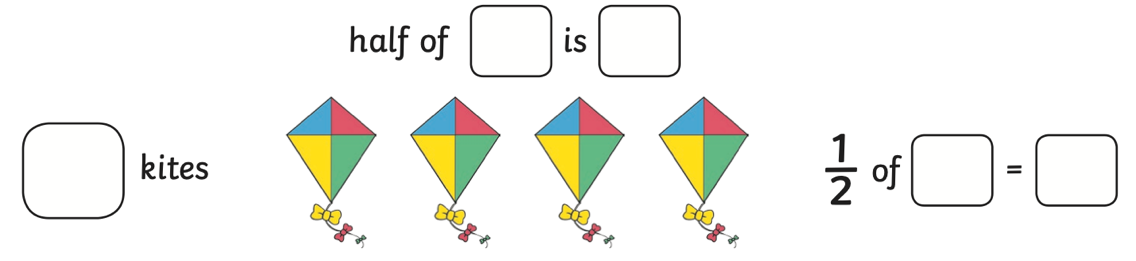 half of is
kites
1/2 of =